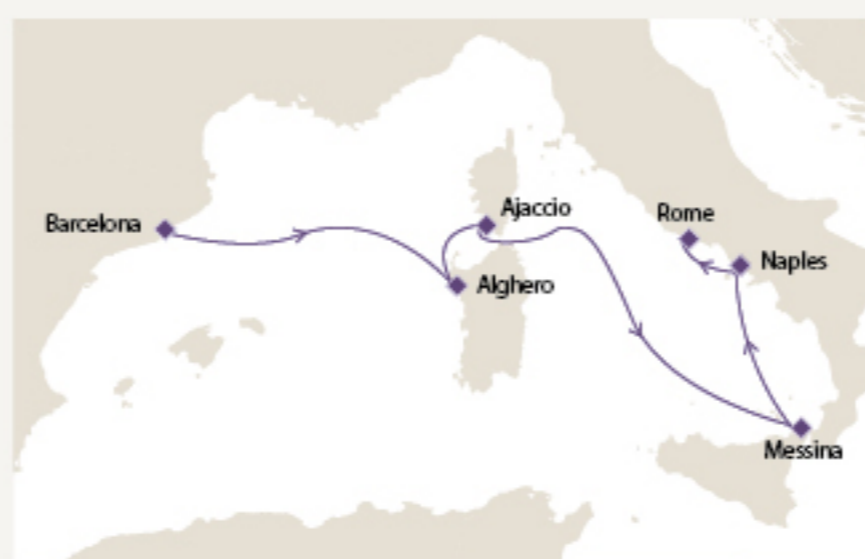 Ajaccio
Rome
Barcelona
Naples
Alghero
Messina